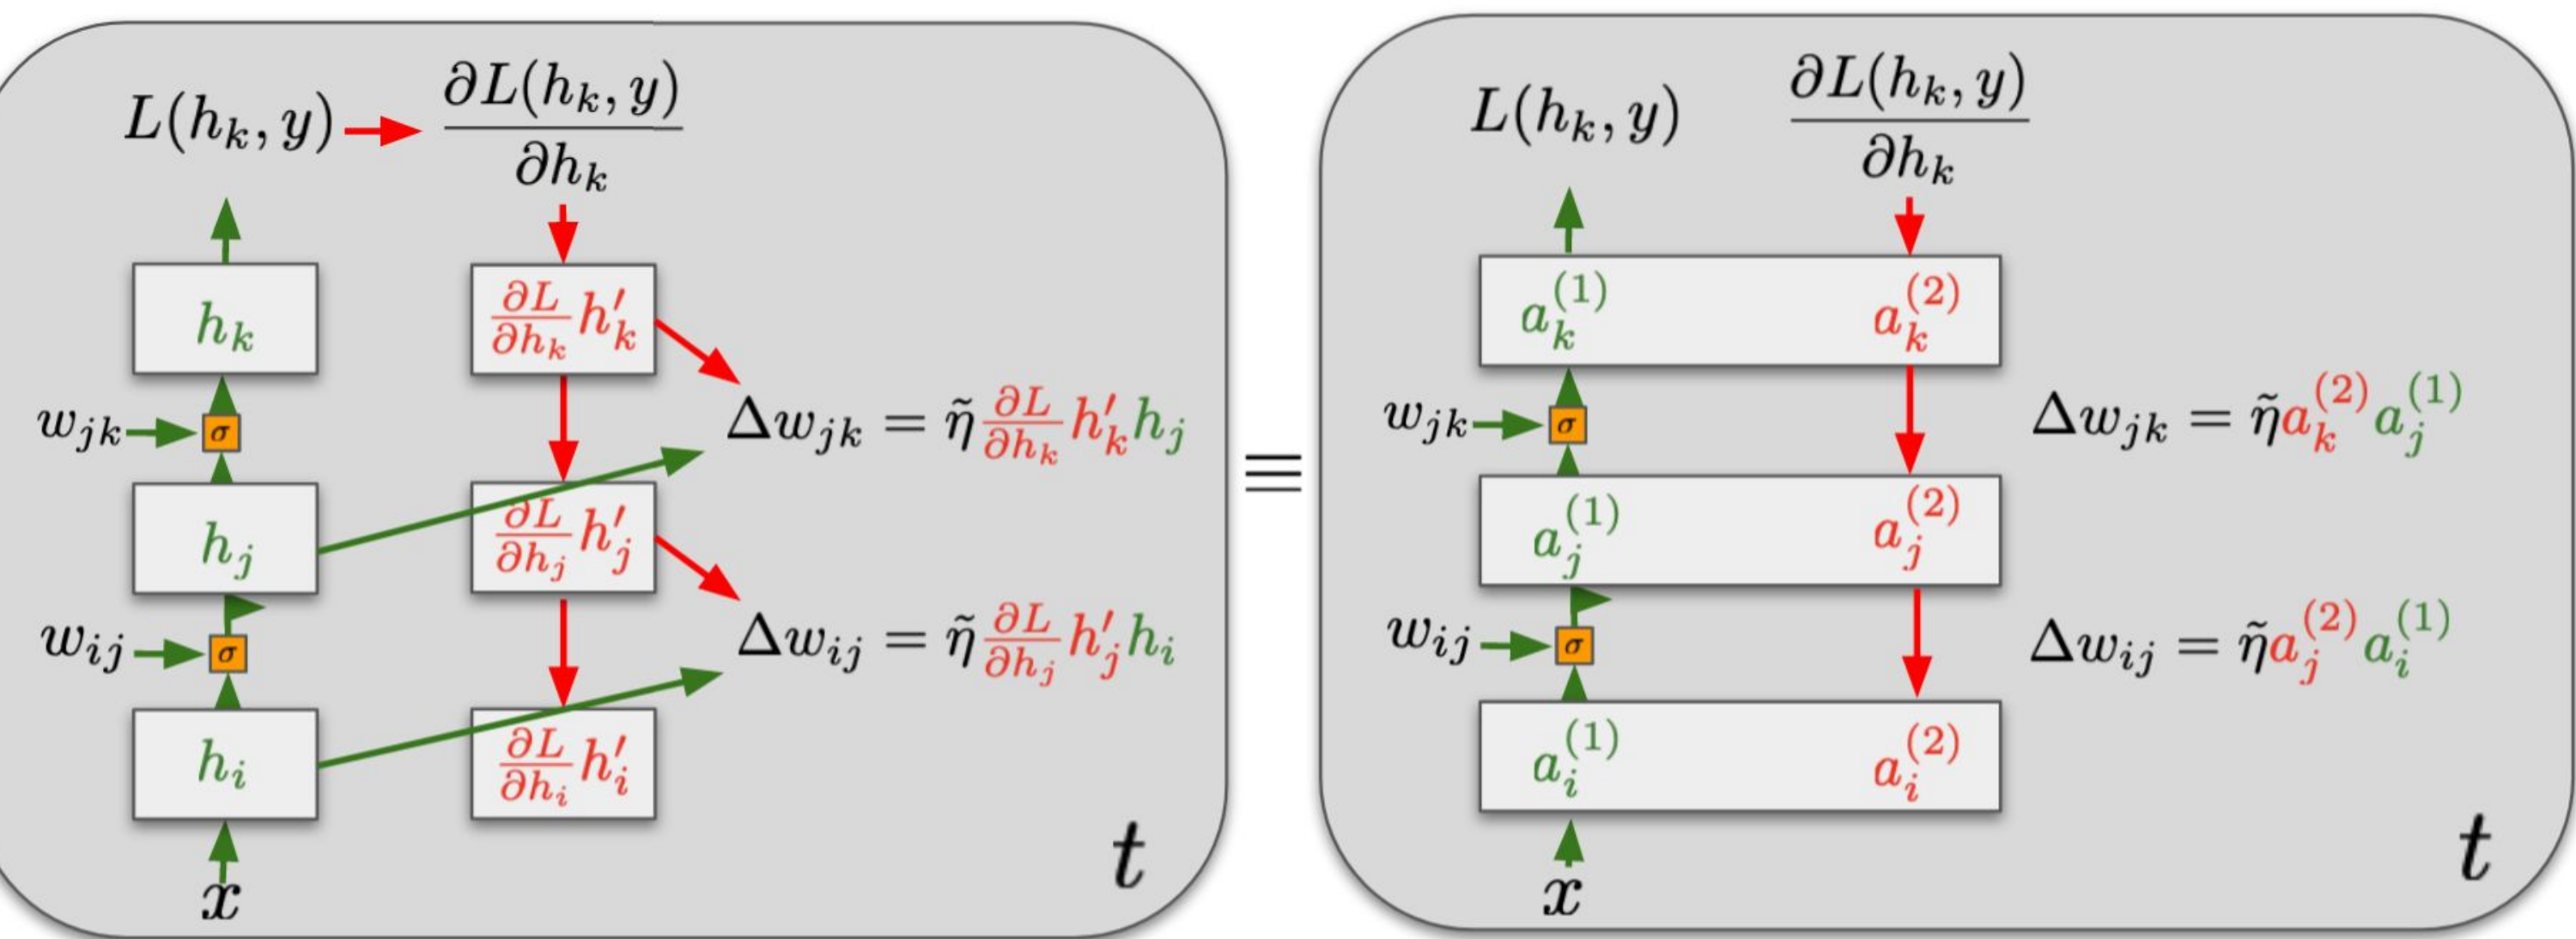 L(h_k, y) → ∂L(h_k, y)/∂h_k
h_k
∂L/∂h_k h′_k
w_jk
σ
Δw_jk = η̃ ∂L/∂h_k h′_k h_j
h_j
∂L/∂h_j h′_j
w_ij
σ
Δw_ij = η̃ ∂L/∂h_j h′_j h_i
h_i
∂L/∂h_i h′_i
x
t
≡
L(h_k, y) ∂L(h_k, y)/∂h_k
a_k^(1) a_k^(2)
w_jk
σ
Δw_jk = η̃ a_k^(2) a_j^(1)
a_j^(1) a_j^(2)
w_ij
σ
Δw_ij = η̃ a_j^(2) a_i^(1)
a_i^(1) a_i^(2)
x
t